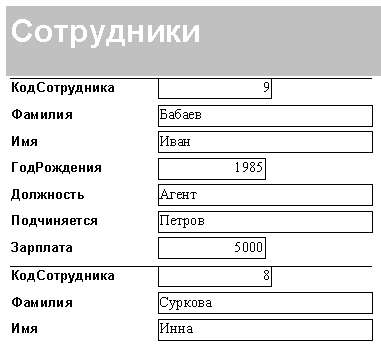 Сотрудники
КодСотрудника 9
Фамилия Бабаев
Имя Иван
ГодРождения 1985
Должность Агент
Подчиняется Петров
Зарплата 5000
КодСотрудника 8
Фамилия Суркова
Имя Инна